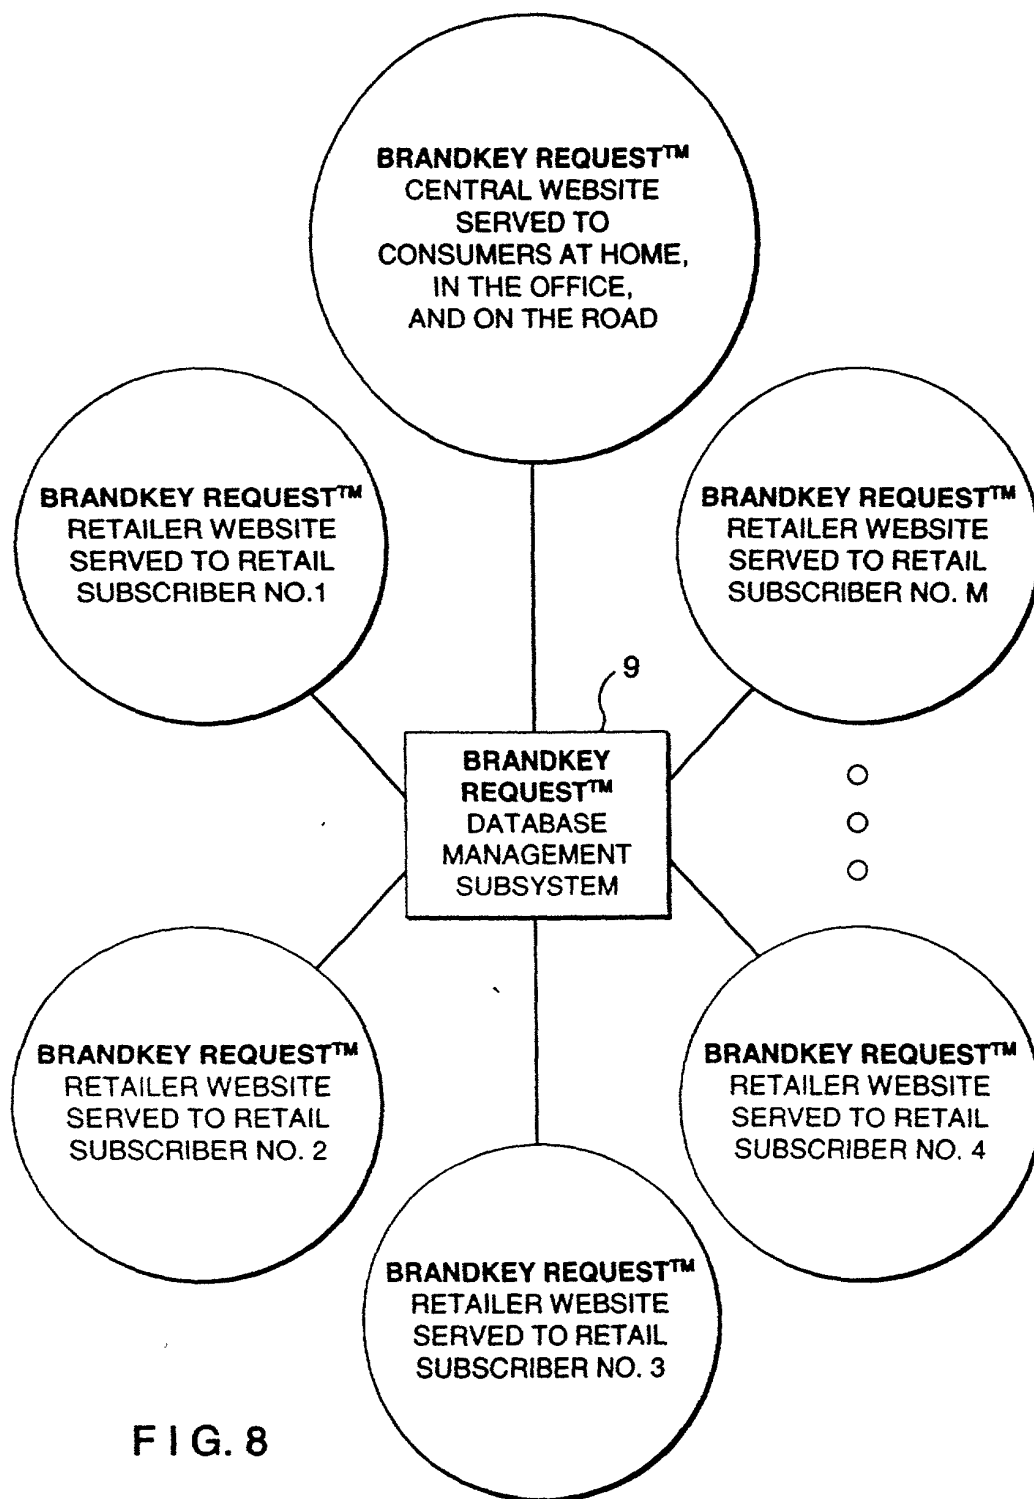 BRANDKEY REQUEST™
CENTRAL WEBSITE
SERVED TO
CONSUMERS AT HOME,
IN THE OFFICE,
AND ON THE ROAD
BRANDKEY REQUEST™
RETAILER WEBSITE
SERVED TO RETAIL
SUBSCRIBER NO.1
BRANDKEY REQUEST™
RETAILER WEBSITE
SERVED TO RETAIL
SUBSCRIBER NO. M
9
BRANDKEY
REQUEST™
DATABASE
MANAGEMENT
SUBSYSTEM
BRANDKEY REQUEST™
RETAILER WEBSITE
SERVED TO RETAIL
SUBSCRIBER NO. 2
BRANDKEY REQUEST™
RETAILER WEBSITE
SERVED TO RETAIL
SUBSCRIBER NO. 4
BRANDKEY REQUEST™
RETAILER WEBSITE
SERVED TO RETAIL
SUBSCRIBER NO. 3
FIG. 8